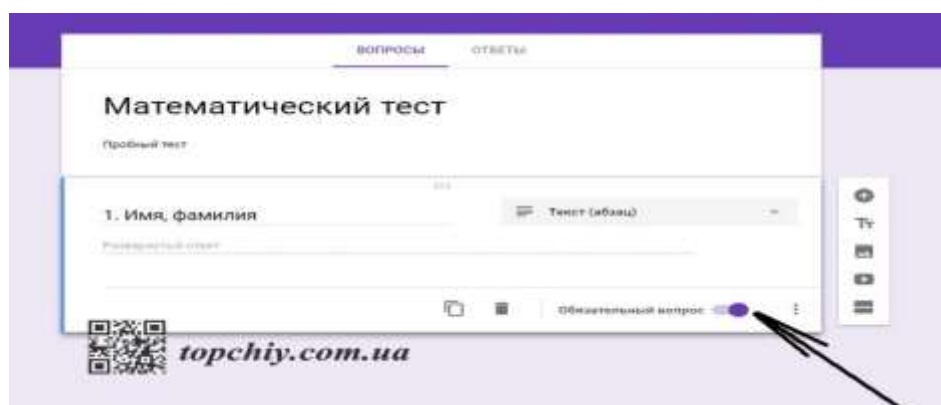 ВОПРОСЫ ОТВЕТЫ
Математический тест
Пробный тест
1. Имя, фамилия
Текст (абзац)
Развернутый ответ
Обязательный вопрос
topchiy.com.ua